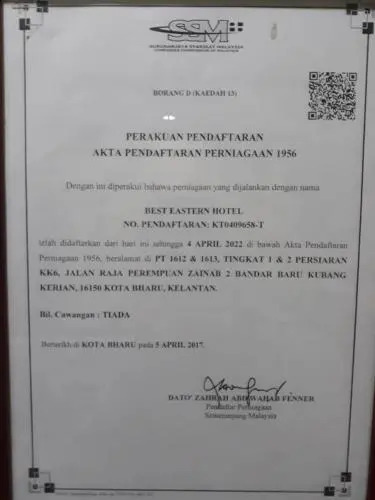 SSM
SURUHANJAYA SYARIKAT MALAYSIA
COMPANIES COMMISSION OF MALAYSIA
BORANG D (KAEDAH 13)
PERAKUAN PENDAFTARAN
AKTA PENDAFTARAN PERNIAGAAN 1956
Dengan ini diperakui bahawa perniagaan yang dijalankan dengan nama
BEST EASTERN HOTEL
NO. PENDAFTARAN: KT0409658-T
telah didaftarkan dari hari ini sehingga 4 APRIL 2022 di bawah Akta Pendaftaran
Perniagaan 1956, beralamat di PT 1612 & 1613, TINGKAT 1 & 2 PERSIARAN
KK6, JALAN RAJA PEREMPUAN ZAINAB 2 BANDAR BARU KUBANG
KERIAN, 16150 KOTA BHARU, KELANTAN.
Bil. Cawangan : TIADA
Bertarikh di KOTA BHARU pada 5 APRIL 2017.
DATO' ZAHRAH ABD WAHAB FENNER
Pendaftar Perniagaan
Semenanjung Malaysia